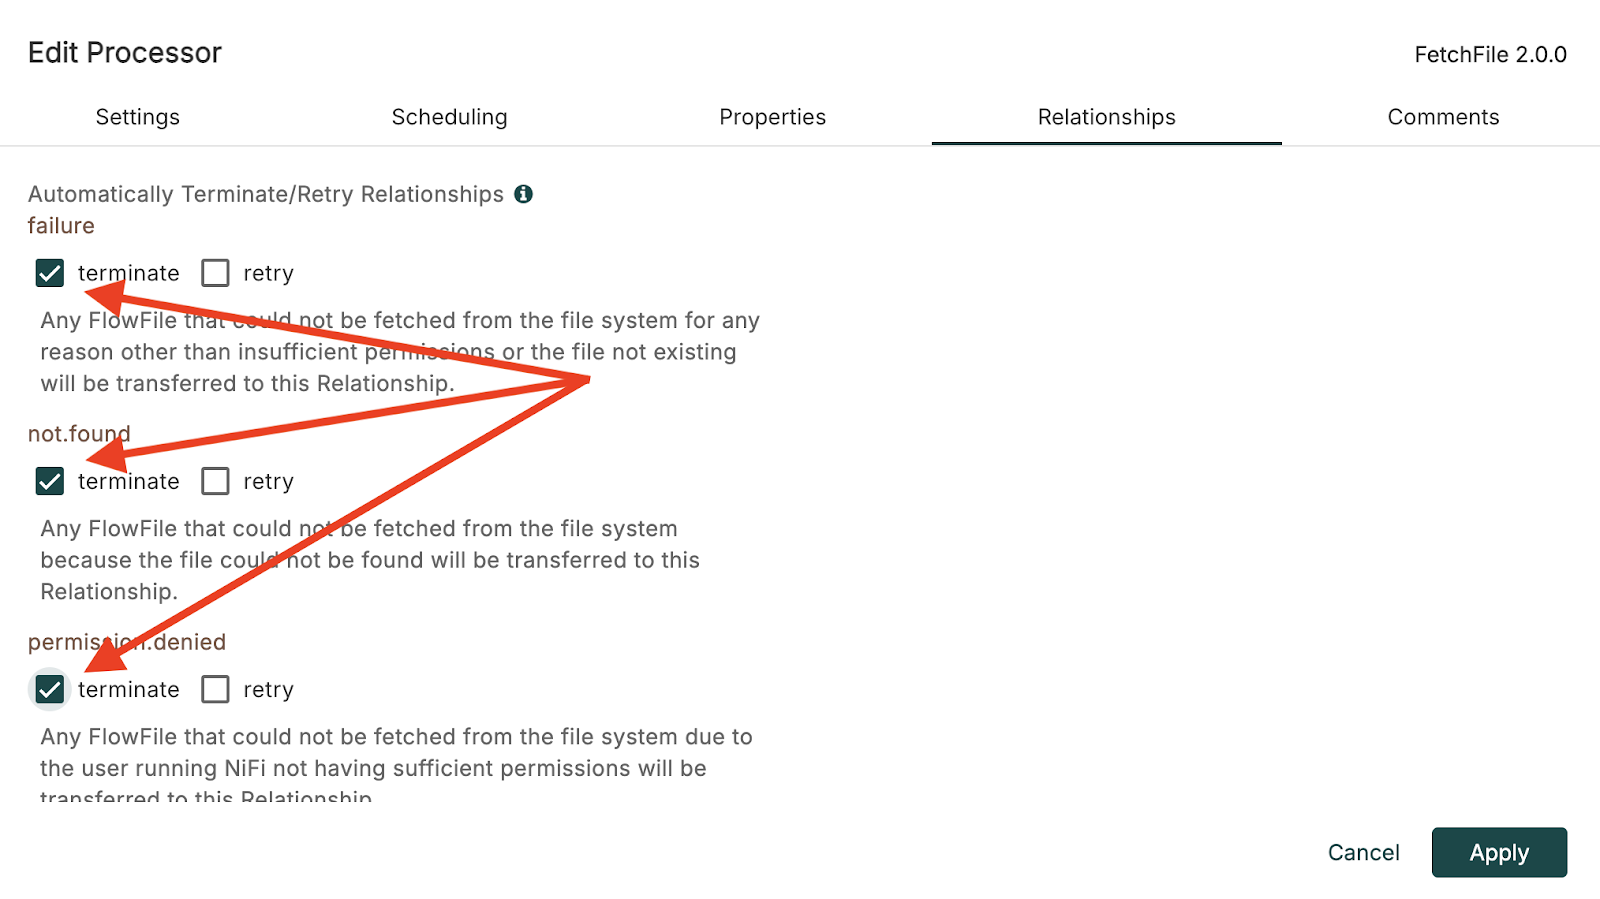 Edit Processor
FetchFile 2.0.0
Settings
Scheduling
Properties
Relationships
Comments
Automatically Terminate/Retry Relationships
failure
terminate
retry
Any FlowFile that could not be fetched from the file system for any
reason other than insufficient permissions or the file not existing
will be transferred to this Relationship.
not.found
terminate
retry
Any FlowFile that could not be fetched from the file system
because the file could not be found will be transferred to this
Relationship.
permission.denied
terminate
retry
Any FlowFile that could not be fetched from the file system due to
the user running NiFi not having sufficient permissions will be
transferred to this Relationship
Cancel
Apply